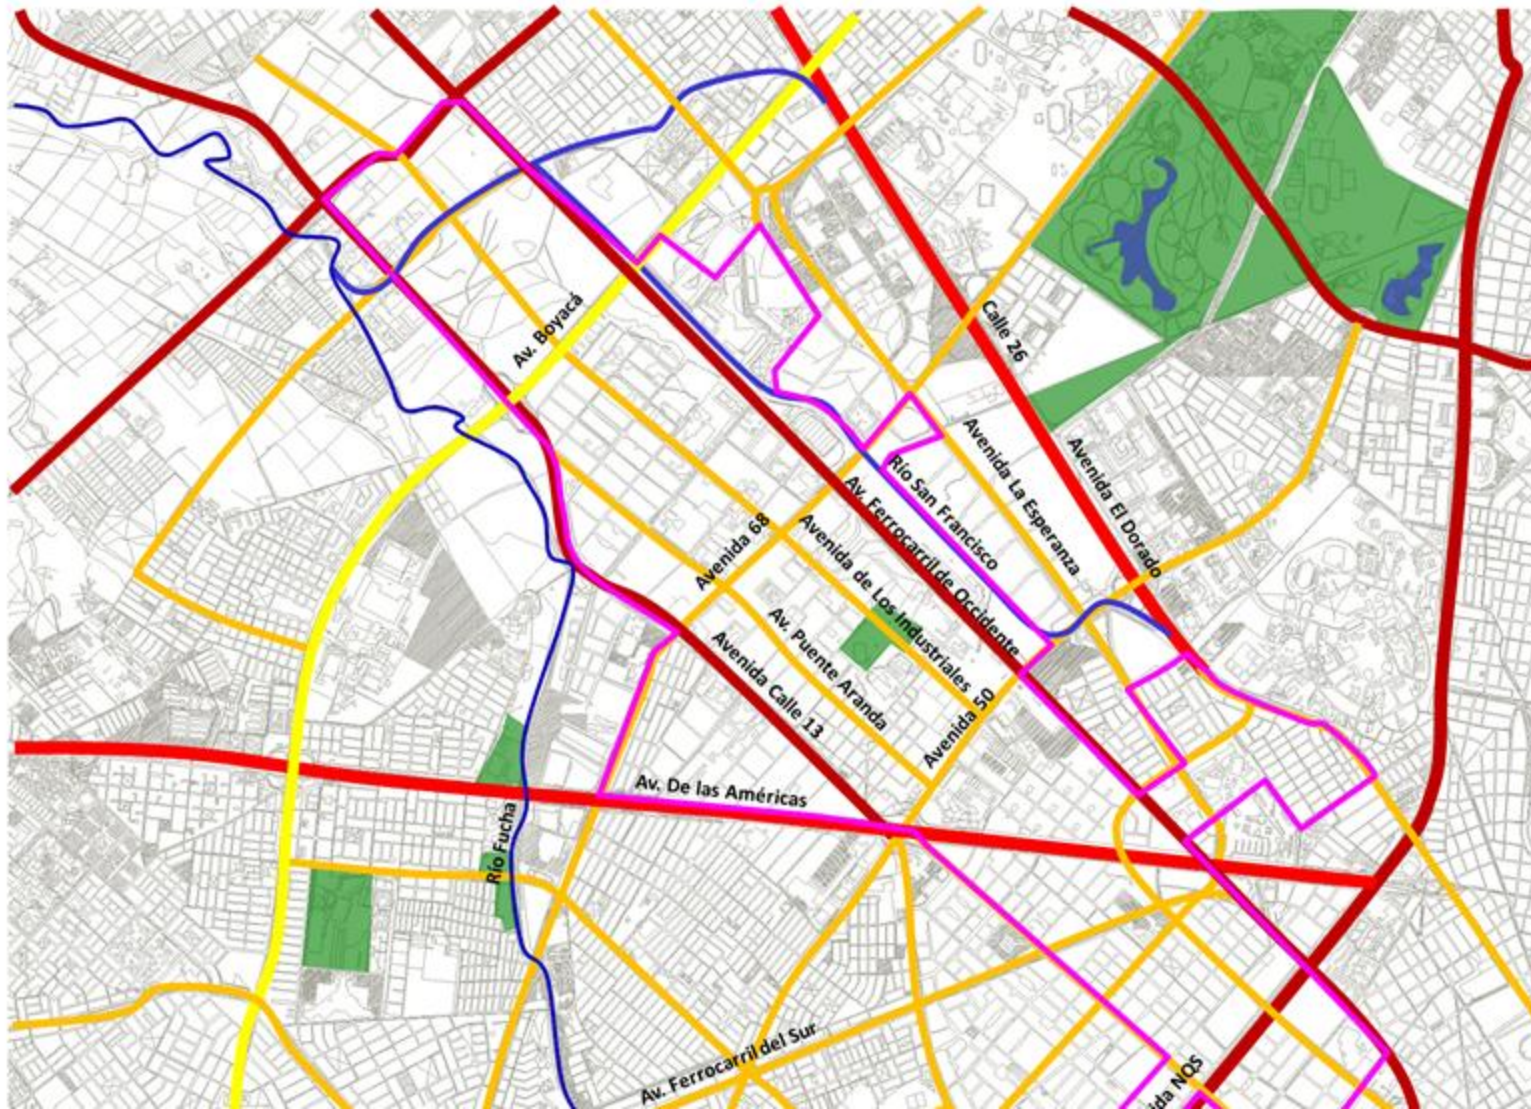 Av. Boyacá
Calle 26
Avenida El Dorado
Avenida La Esperanza
Río San Francisco
Av. Ferrocarril de Occidente
Avenida 68
Avenida de Los Industriales
Av. Puente Aranda
Avenida Calle 13
Avenida 50
Av. De las Américas
Río Fucha
Av. Ferrocarril del Sur
ida NQS